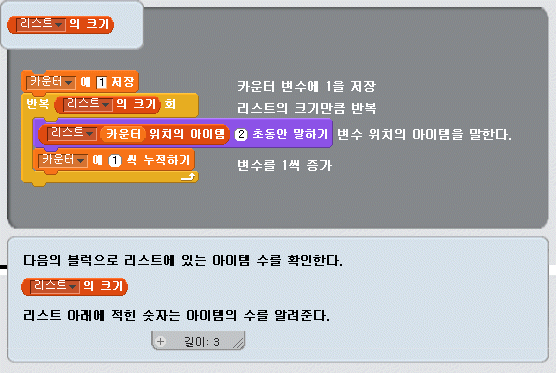 리스트 의 크기
카운터 에 1 저장 카운터 변수에 1을 저장
반복 리스트 의 크기 회 리스트의 크기만큼 반복
리스트 카운터 위치의 아이템 2 초동안 말하기 변수 위치의 아이템을 말한다.
카운터 에 1 씩 누적하기 변수를 1씩 증가
다음의 블럭으로 리스트에 있는 아이템 수를 확인한다.
리스트 의 크기
리스트 아래에 적힌 숫자는 아이템의 수를 알려준다.
+ 길이: 3